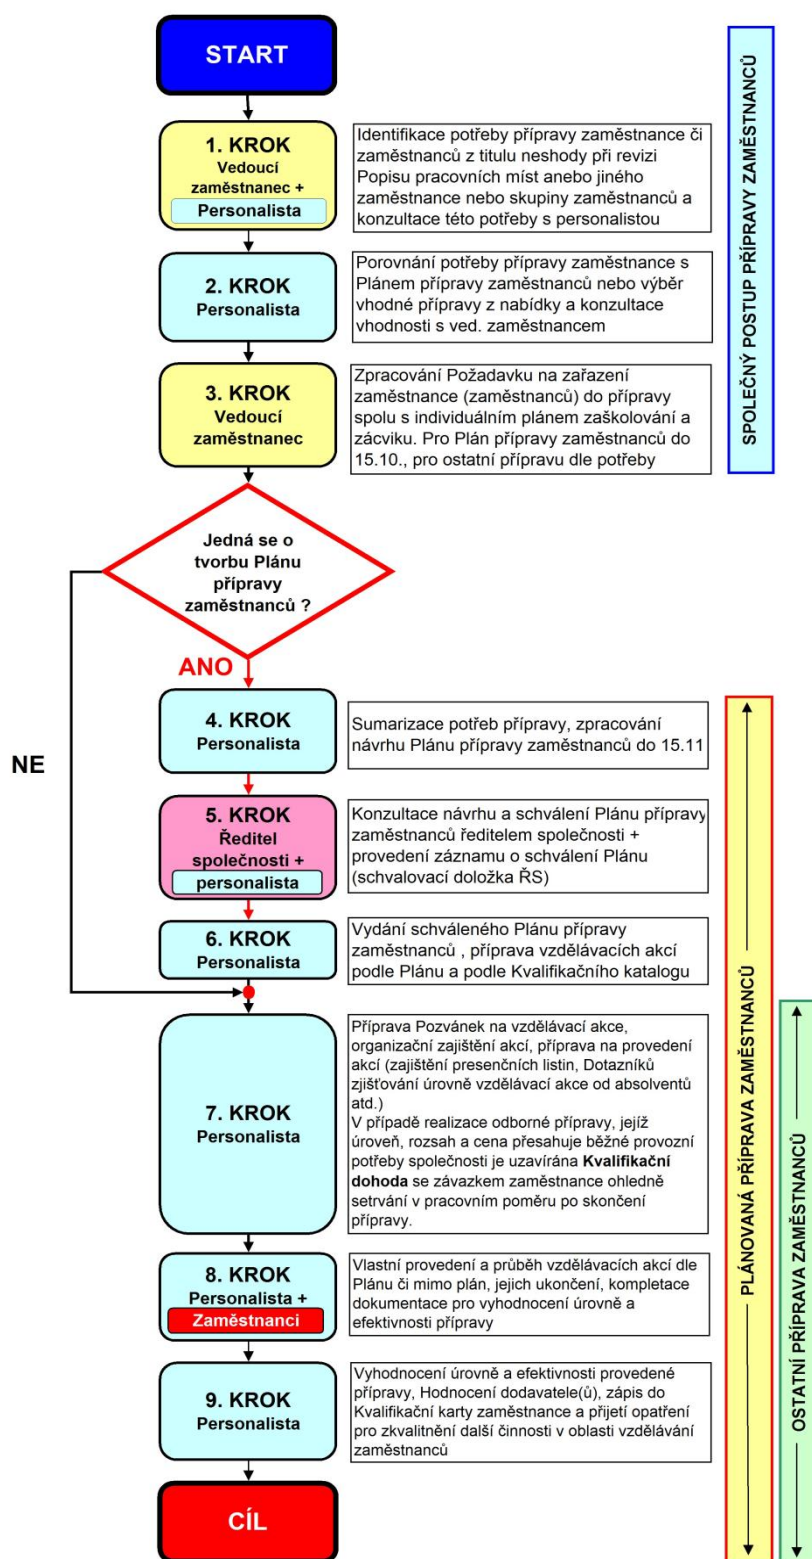 START
1. KROK
Vedoucí
zaměstnanec +
Personalista
Identifikace potřeby přípravy zaměstnance či
zaměstnanců z titulu neshody při revizi
Popisu pracovních míst anebo jiného
zaměstnance nebo skupiny zaměstnanců a
konzultace této potřeby s personalistou
2. KROK
Personalista
Porovnání potřeby přípravy zaměstnance s
Plánem přípravy zaměstnanců nebo výběr
vhodné přípravy z nabídky a konzultace
vhodnosti s ved. zaměstnancem
3. KROK
Vedoucí
zaměstnanec
Zpracování Požadavku na zařazení
zaměstnance (zaměstnanců) do přípravy
spolu s individuálním plánem zaškolování a
zácviku. Pro Plán přípravy zaměstnanců do
15.10., pro ostatní přípravu dle potřeby
SPOLEČNÝ POSTUP PŘÍPRAVY ZAMĚSTNANCŮ
Jedná se o
tvorbu Plánu
přípravy
zaměstnanců ?
ANO
NE
4. KROK
Personalista
Sumarizace potřeb přípravy, zpracování
návrhu Plánu přípravy zaměstnanců do 15.11
5. KROK
Ředitel
společnosti +
personalista
Konzultace návrhu a schválení Plánu přípravy
zaměstnanců ředitelem společnosti +
provedení záznamu o schválení Plánu
(schvalovací doložka ŘS)
6. KROK
Personalista
Vydání schváleného Plánu přípravy
zaměstnanců , příprava vzdělávacích akcí
podle Plánu a podle Kvalifikačního katalogu
7. KROK
Personalista
Příprava Pozvánek na vzdělávací akce,
organizační zajištění akcí, příprava na provedení
akcí (zajištění presenčních listin, Dotazníků
zjišťování úrovně vzdělávací akce od absolventů
atd.)
V případě realizace odborné přípravy, jejíž
úroveň, rozsah a cena přesahuje běžné provozní
potřeby společnosti je uzavírána Kvalifikační
dohoda se závazkem zaměstnance ohledně
setrvání v pracovním poměru po skončení
přípravy.
8. KROK
Personalista +
Zaměstnanci
Vlastní provedení a průběh vzdělávacích akcí dle
Plánu či mimo plán, jejich ukončení, kompletace
dokumentace pro vyhodnocení úrovně a
efektivnosti přípravy
9. KROK
Personalista
Vyhodnocení úrovně a efektivnosti provedené
přípravy, Hodnocení dodavatele(ů), zápis do
Kvalifikační karty zaměstnance a přijetí opatření
pro zkvalitnění další činnosti v oblasti vzdělávání
zaměstnanců
CÍL
PLÁNOVANÁ PŘÍPRAVA ZAMĚSTNANCŮ
OSTATNÍ PŘÍPRAVA ZAMĚSTNANCŮ